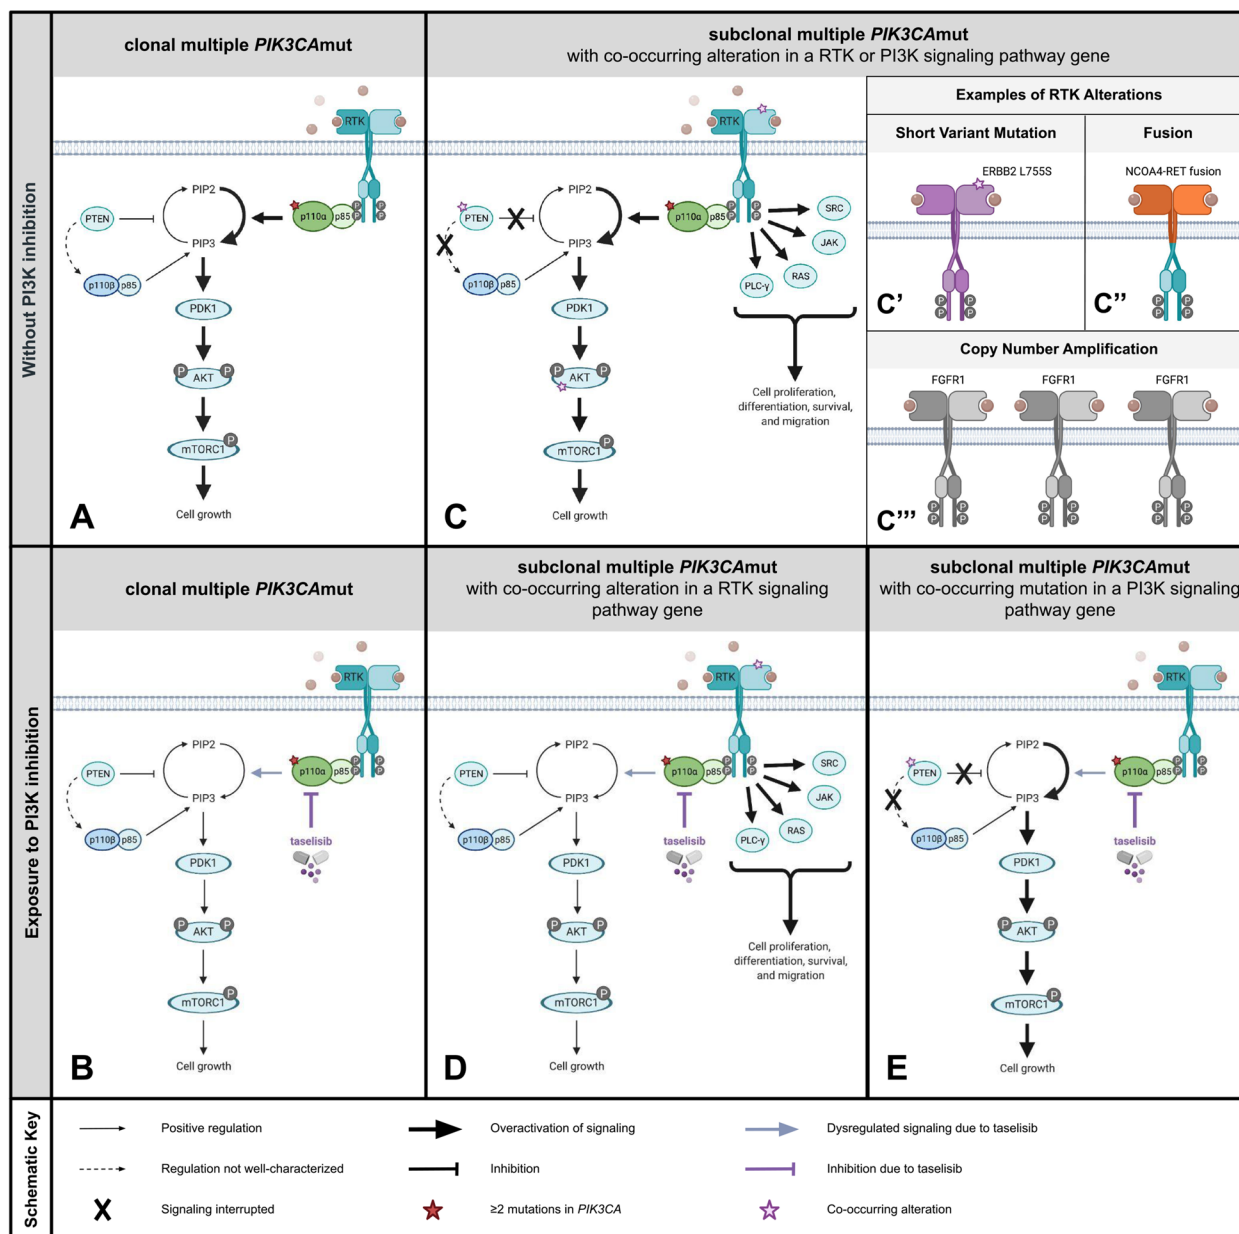 clonal multiple PIK3CAmut
subclonal multiple PIK3CAmut
with co-occurring alteration in a RTK or PI3K signaling pathway gene
Without PI3K inhibition
RTK
PIP2
PTEN
p110α
p85
P
P
P
P
PIP3
p110β
p85
PDK1
P
P
AKT
P
mTORC1
Cell growth
A
RTK
PIP2
PTEN
p110α
p85
P
P
P
P
SRC
JAK
RAS
PLC-γ
PIP3
p110β
p85
PDK1
P
P
AKT
Cell proliferation,
differentiation, survival,
and migration
P
mTORC1
Cell growth
C
Examples of RTK Alterations
Short Variant Mutation
ERBB2 L755S
P
P
P
P
C'
Fusion
NCOA4-RET fusion
P
P
P
P
C''
Copy Number Amplification
FGFR1
FGFR1
FGFR1
P
P
P
P
P
P
P
P
P
P
P
P
C'''
Exposure to PI3K inhibition
clonal multiple PIK3CAmut
RTK
PIP2
PTEN
p110α
p85
P
P
P
P
PIP3
p110β
p85
taselisib
PDK1
P
P
AKT
P
mTORC1
Cell growth
B
subclonal multiple PIK3CAmut
with co-occurring alteration in a RTK signaling
pathway gene
RTK
PIP2
PTEN
p110α
p85
P
P
P
P
SRC
JAK
RAS
PLC-γ
PIP3
p110β
p85
taselisib
PDK1
P
P
AKT
Cell proliferation,
differentiation, survival,
and migration
P
mTORC1
Cell growth
D
subclonal multiple PIK3CAmut
with co-occurring mutation in a PI3K signaling
pathway gene
RTK
PIP2
PTEN
p110α
p85
P
P
P
P
PIP3
p110β
p85
taselisib
PDK1
P
P
AKT
P
mTORC1
Cell growth
E
Schematic Key
Positive regulation
Overactivation of signaling
Dysregulated signaling due to taselisib
Regulation not well-characterized
Inhibition
Inhibition due to taselisib
Signaling interrupted
≥2 mutations in PIK3CA
Co-occurring alteration